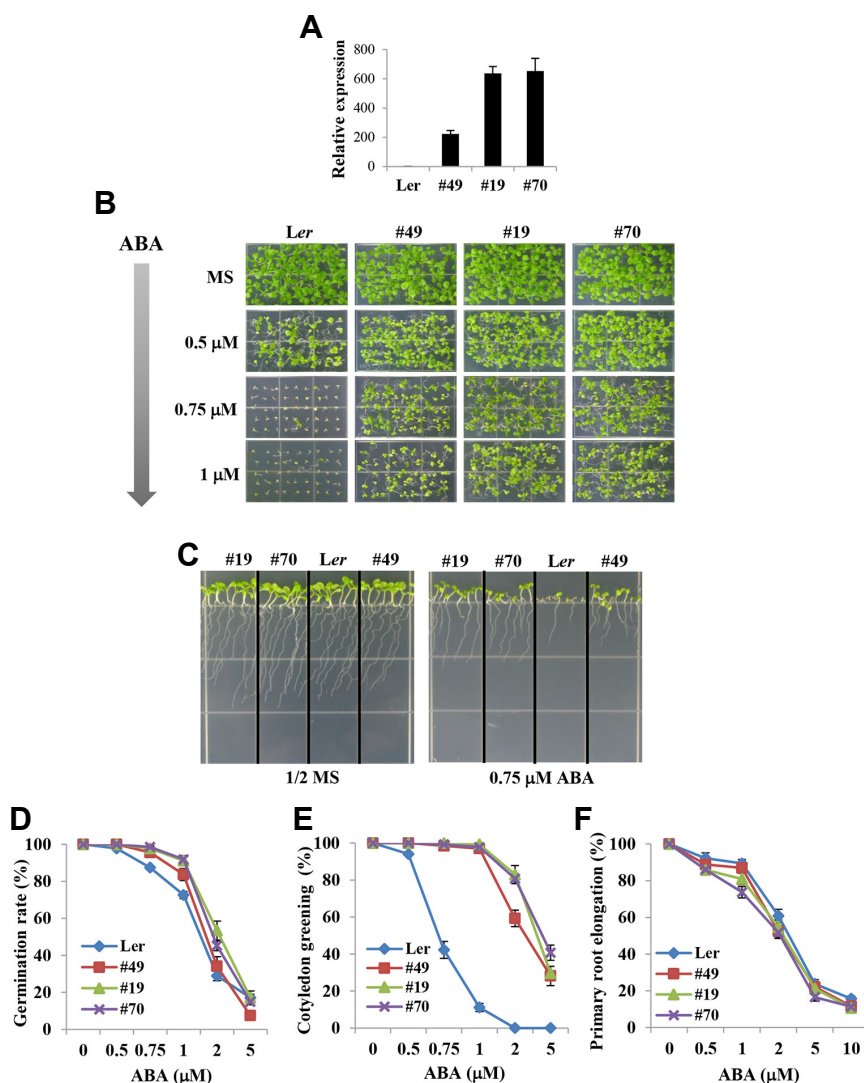 A
Relative expression
800
600
400
200
0
Ler #49 #19 #70
B
ABA
Ler #49 #19 #70
MS
0.5 µM
0.75 µM
1 µM
C
#19 #70 Ler #49
#19 #70 Ler #49
1/2 MS
0.75 µM ABA
D
Germination rate (%)
100
80
60
40
20
0
Ler
#49
#19
#70
0 0.5 0.75 1 2 5
ABA (µM)
E
Cotyledon greening (%)
100
80
60
40
20
0
Ler
#49
#19
#70
0 0.5 0.75 1 2 5
ABA (µM)
F
Primary root elongation (%)
100
80
60
40
20
0
Ler
#49
#19
#70
0 0.5 1 2 5 10
ABA (µM)